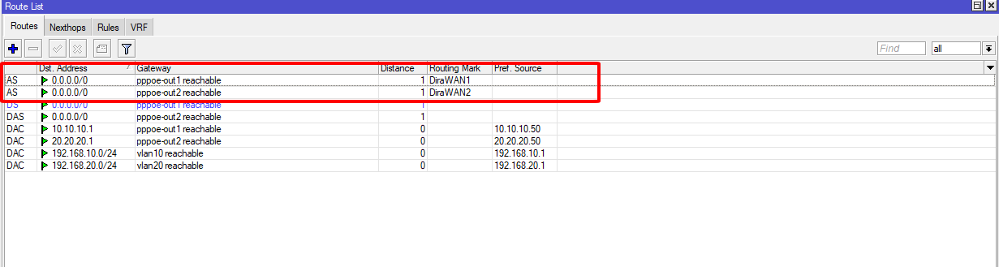 Route List
Routes Nexthops Rules VRF
Find all
Dst. Address Gateway Distance Routing Mark Pref. Source
AS 0.0.0.0/0 pppoe-out1 reachable 1 DiraWAN1
AS 0.0.0.0/0 pppoe-out2 reachable 1 DiraWAN2
DS 0.0.0.0/0 pppoe-out1 reachable 1
DAS 0.0.0.0/0 pppoe-out2 reachable 1
DAC 10.10.10.1 pppoe-out1 reachable 0 10.10.10.50
DAC 20.20.20.1 pppoe-out2 reachable 0 20.20.20.50
DAC 192.168.10.0/24 vlan10 reachable 0 192.168.10.1
DAC 192.168.20.0/24 vlan20 reachable 0 192.168.20.1